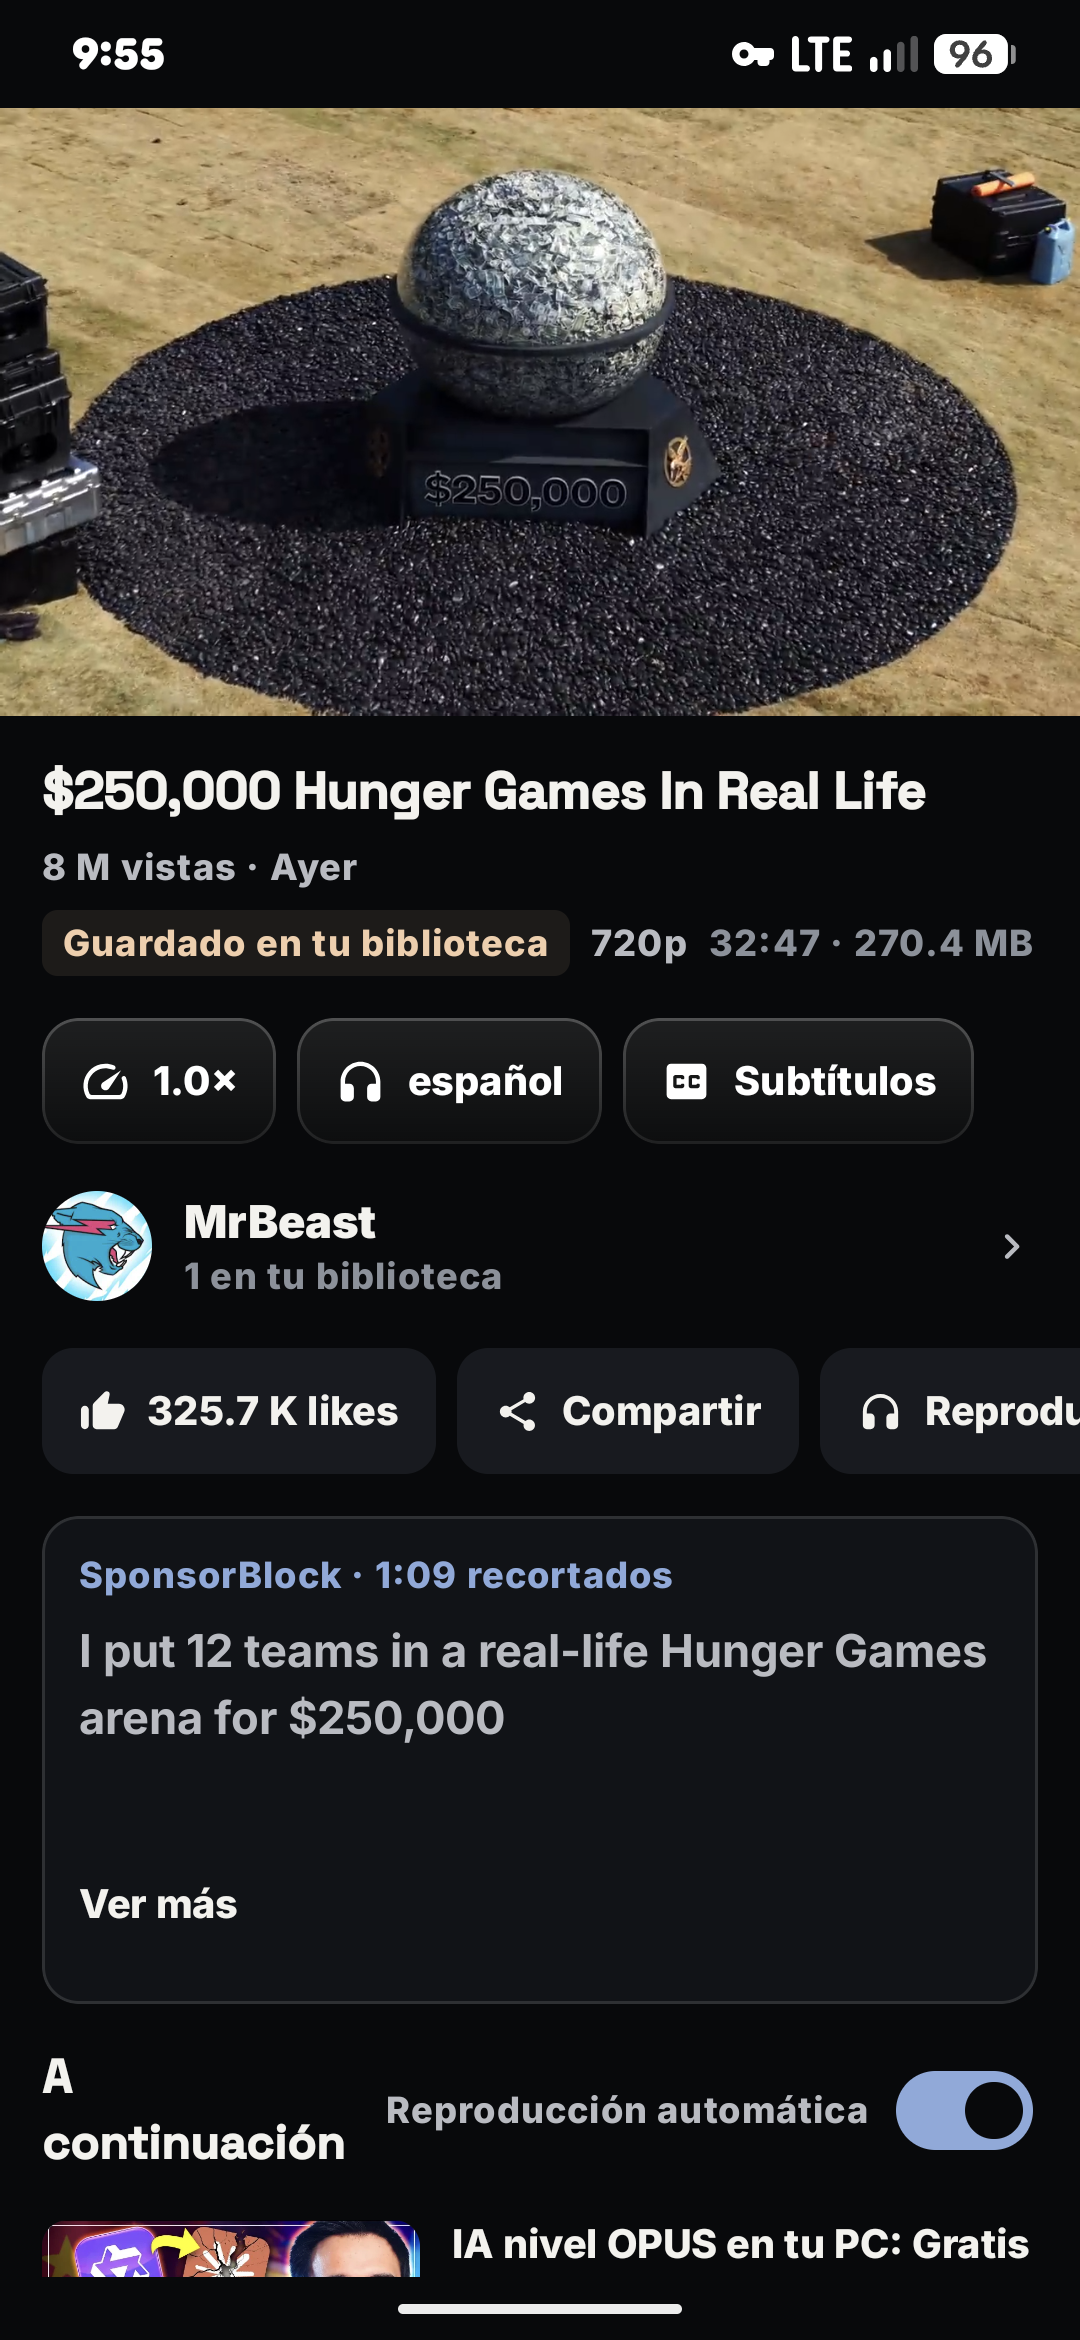 9:55
LTE
96
$250,000
$250,000 Hunger Games In Real Life
8 M vistas · Ayer
Guardado en tu biblioteca 720p 32:47 · 270.4 MB
1.0× español CC Subtítulos
MrBeast
1 en tu biblioteca
325.7 K likes Compartir Reprodu
SponsorBlock · 1:09 recortados
I put 12 teams in a real-life Hunger Games
arena for $250,000
Ver más
A
continuación
Reproducción automática
IA nivel OPUS en tu PC: Gratis